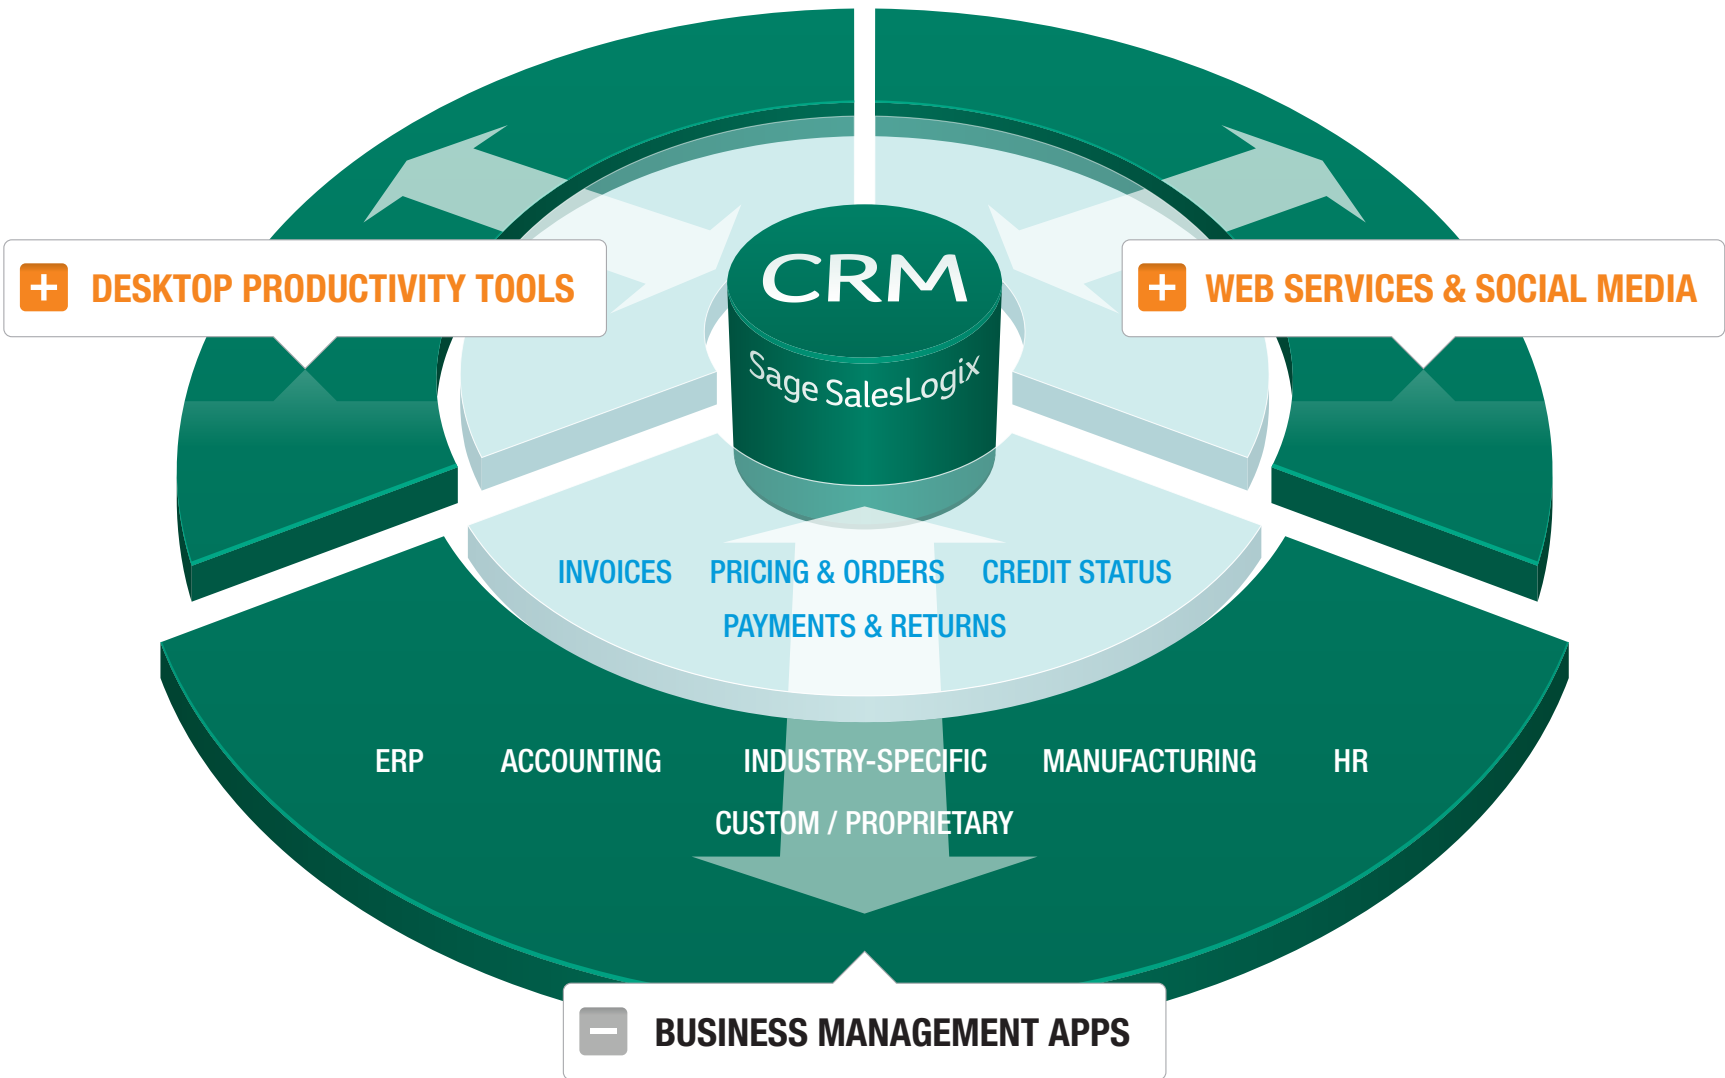 CRM
Sage SalesLogix
DESKTOP PRODUCTIVITY TOOLS
WEB SERVICES & SOCIAL MEDIA
INVOICES PRICING & ORDERS CREDIT STATUS
PAYMENTS & RETURNS
ERP ACCOUNTING INDUSTRY-SPECIFIC MANUFACTURING HR
CUSTOM / PROPRIETARY
BUSINESS MANAGEMENT APPS